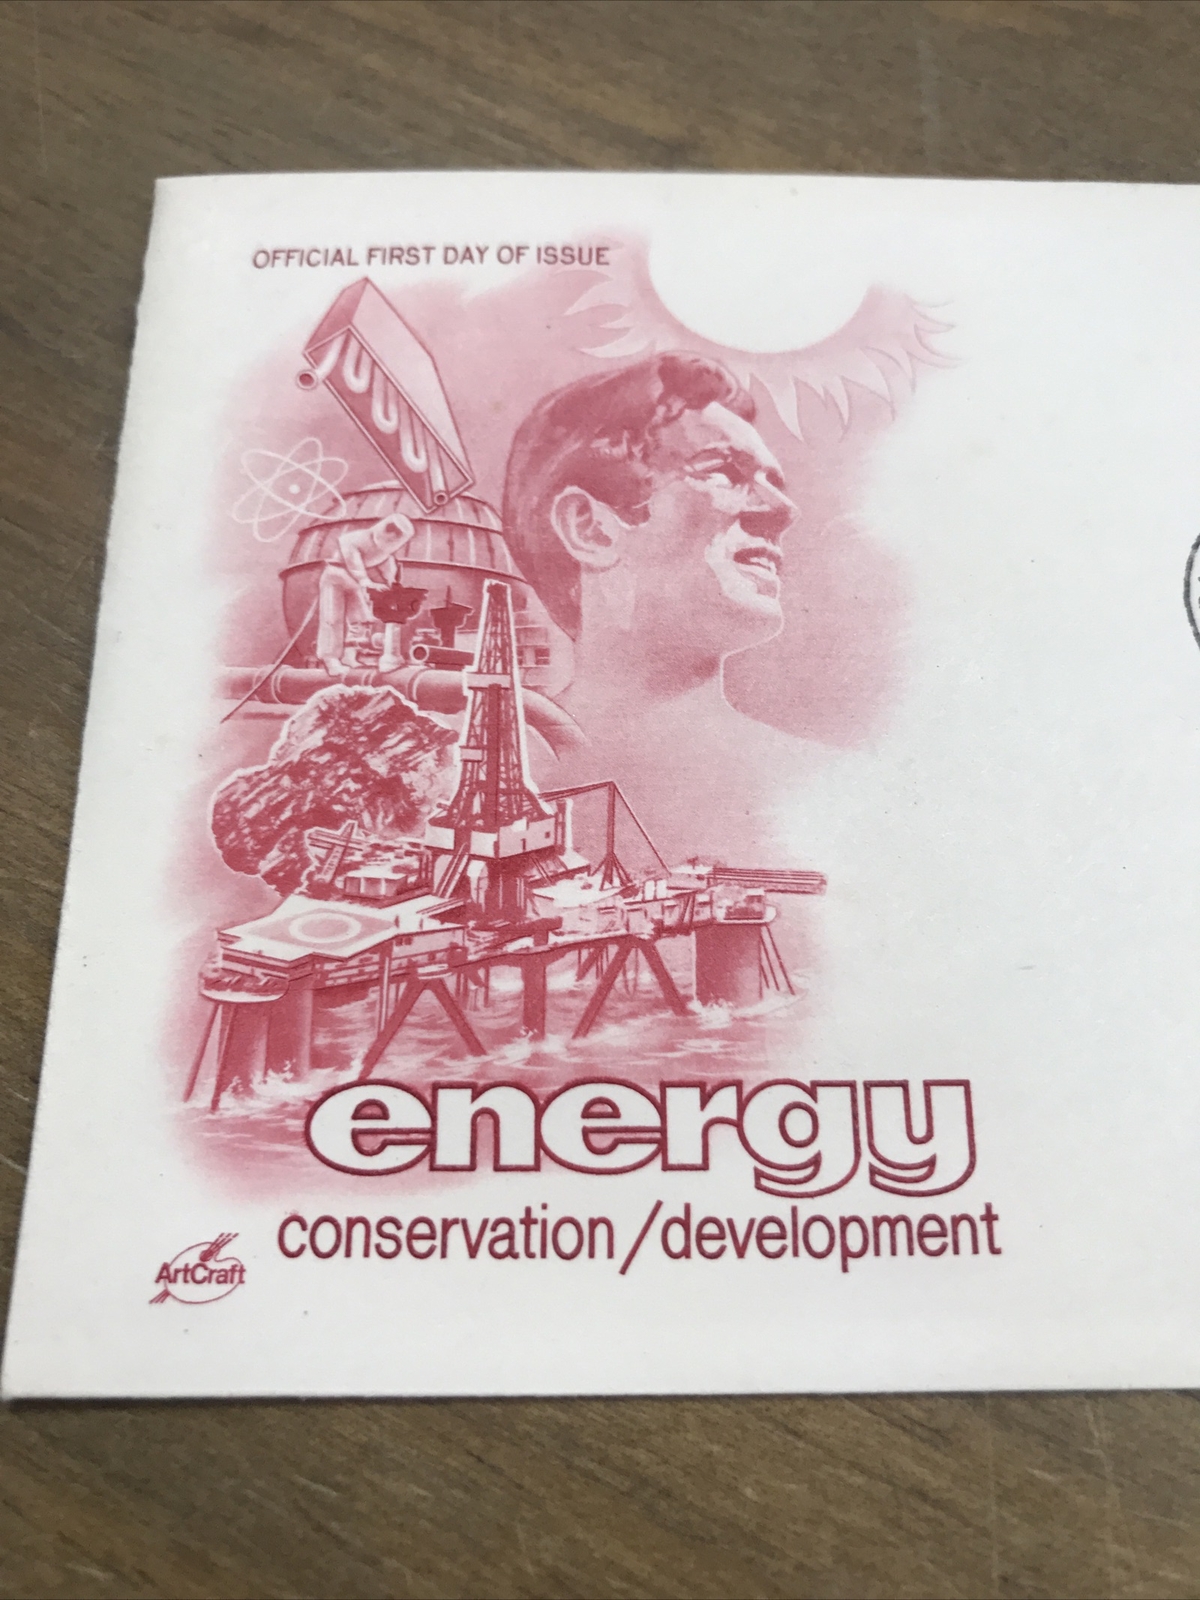 OFFICIAL FIRST DAY OF ISSUE
energy
conservation/development
ArtCraft